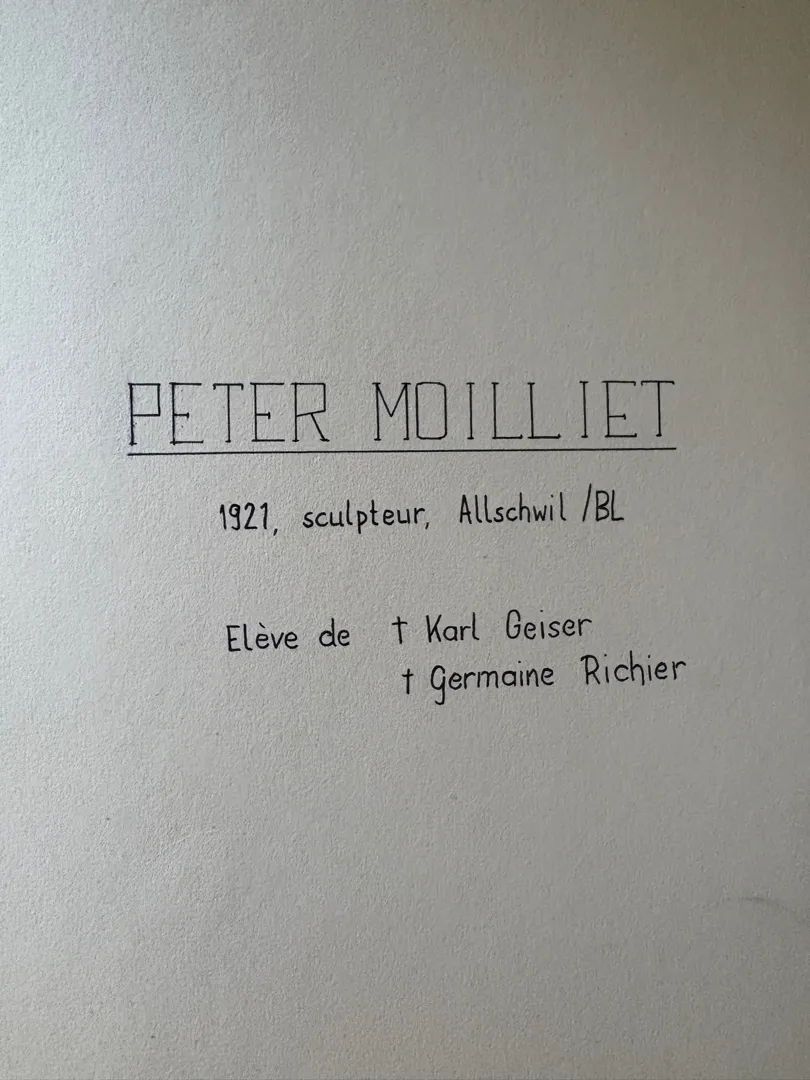 PETER MOILLIET
1921, sculpteur, Allschwil /BL
Elève de † Karl Geiser
† Germaine Richier